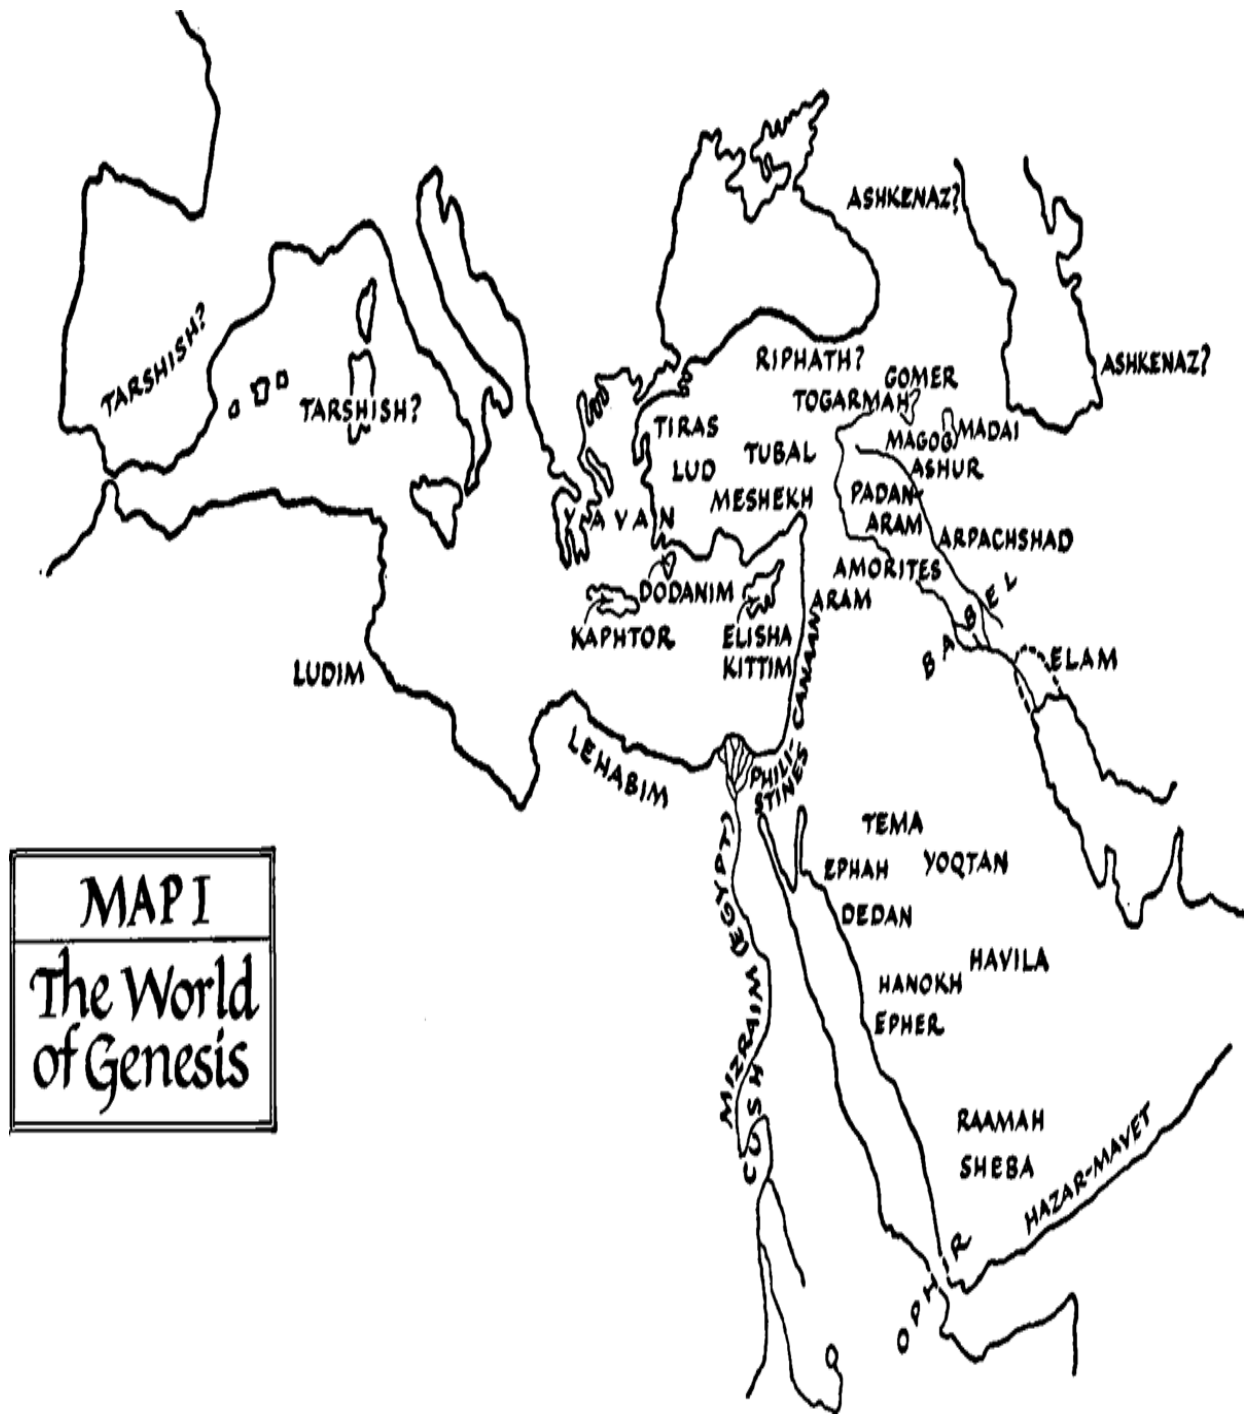 ASHKENAZ?
TARSHISH?
TARSHISH?
RIPHATH?
ASHKENAZ?
GOMER
TOGARMAH?
TIRAS
MAGOG
MADAI
TUBAL
LUD
ASHUR
MESHEKH
PADAN-
ARAM
YAVAN
ARPACHSHAD
AMORITES
DODANIM
ARAM
BABEL
KAPHTOR
ELISHA
KITTIM
CANAAN
ELAM
LUDIM
LEHABIM
PHILI-
STINES
TEMA
EPHAH
YOQTAN
DEDAN
HAVILA
HANOKH
EPHER
MIZRAIM (EGYPT)
CUSH
RAAMAH
SHEBA
HAZAR-MAVET
OPHIR
MAP I
The World
of Genesis